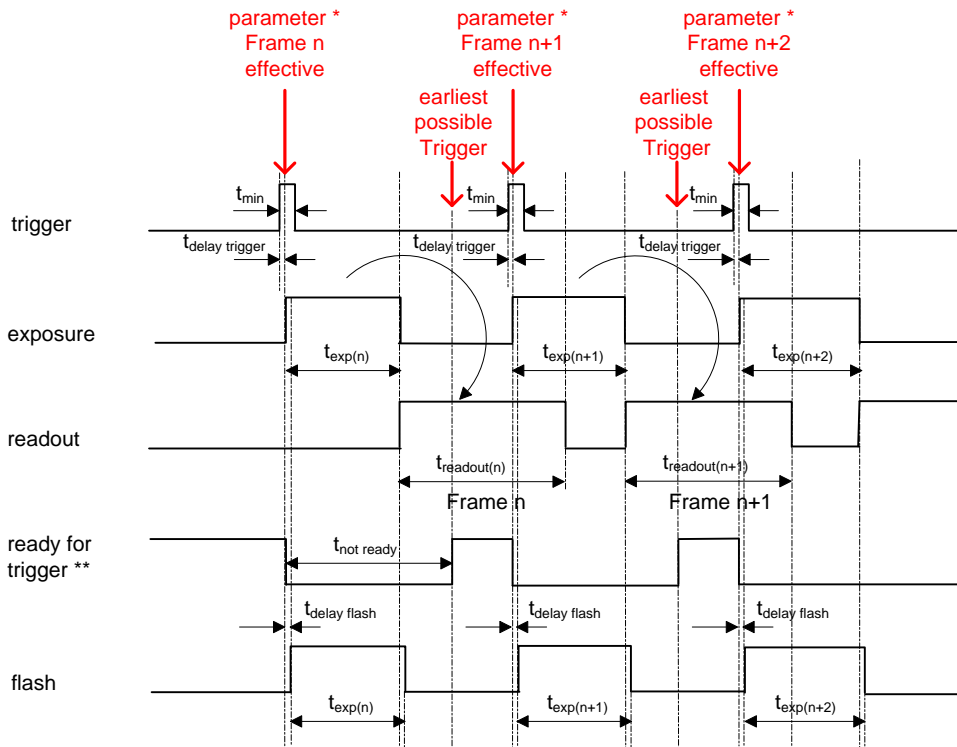 parameter *
Frame n
effective
parameter *
Frame n+1
effective
parameter *
Frame n+2
effective
earliest
possible
Trigger
earliest
possible
Trigger
trigger
tmin
tmin
tmin
tdelay trigger
tdelay trigger
tdelay trigger
exposure
texp(n)
texp(n+1)
texp(n+2)
readout
treadout(n)
treadout(n+1)
Frame n
Frame n+1
ready for
trigger **
tnot ready
tdelay flash
tdelay flash
tdelay flash
flash
texp(n)
texp(n+1)
texp(n+2)